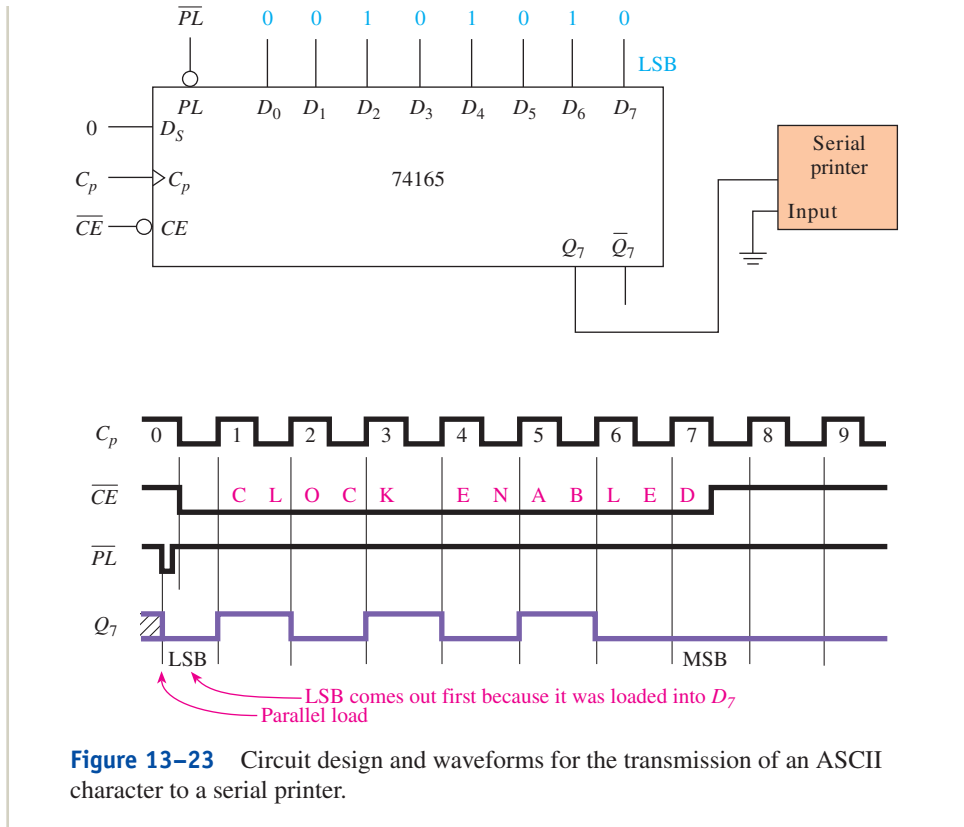 PL 0 0 1 0 1 0 1 0
LSB
PL D0 D1 D2 D3 D4 D5 D6 D7
0 DS
Serial
printer
Cp Cp 74165
Input
CE CE
Q7 Q7
Cp 0 1 2 3 4 5 6 7 8 9
CE C L O C K E N A B L E D
PL
Q7
LSB MSB
LSB comes out first because it was loaded into D7
Parallel load
Figure 13–23 Circuit design and waveforms for the transmission of an ASCII
character to a serial printer.